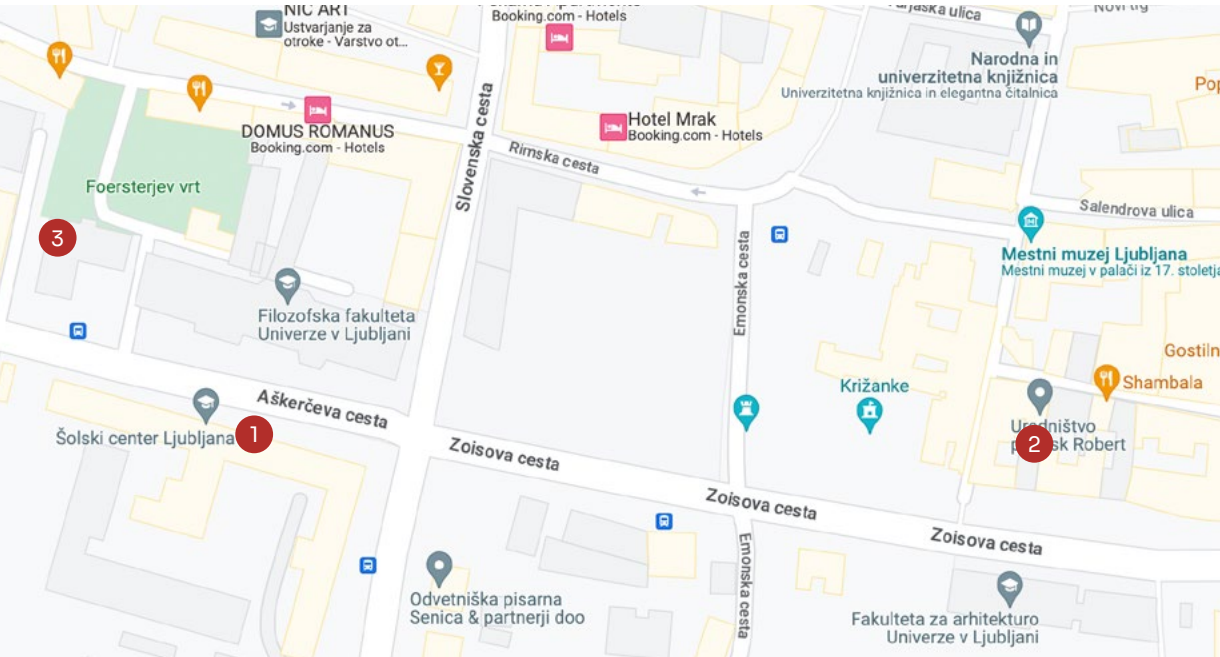 NIC ART
Ustvarjanje za
otroke - Varstvo ot...
Booking.com - Hotels
ulica
Narodna in
univerzitetna knjižnica
Univerzitetna knjižnica in elegantna čitalnica
Novi trg
DOMUS ROMANUS
Booking.com - Hotels
Hotel Mrak
Booking.com - Hotels
Slovenska cesta
Rimska cesta
Foersterjev vrt
Salendrova ulica
3
Mestni muzej Ljubljana
Mestni muzej v palači iz 17. stoletja
Emonska cesta
Filozofska fakulteta
Univerze v Ljubljani
Gostiln
Shambala
Križanke
Aškerčeva cesta
Šolski center Ljubljana
1
Uredništvo
2
Robert
Zoisova cesta
Zoisova cesta
Zoisova cesta
Emonska cesta
Odvetniška pisarna
Senica & partnerji doo
Fakulteta za arhitekturo
Univerze v Ljubljani